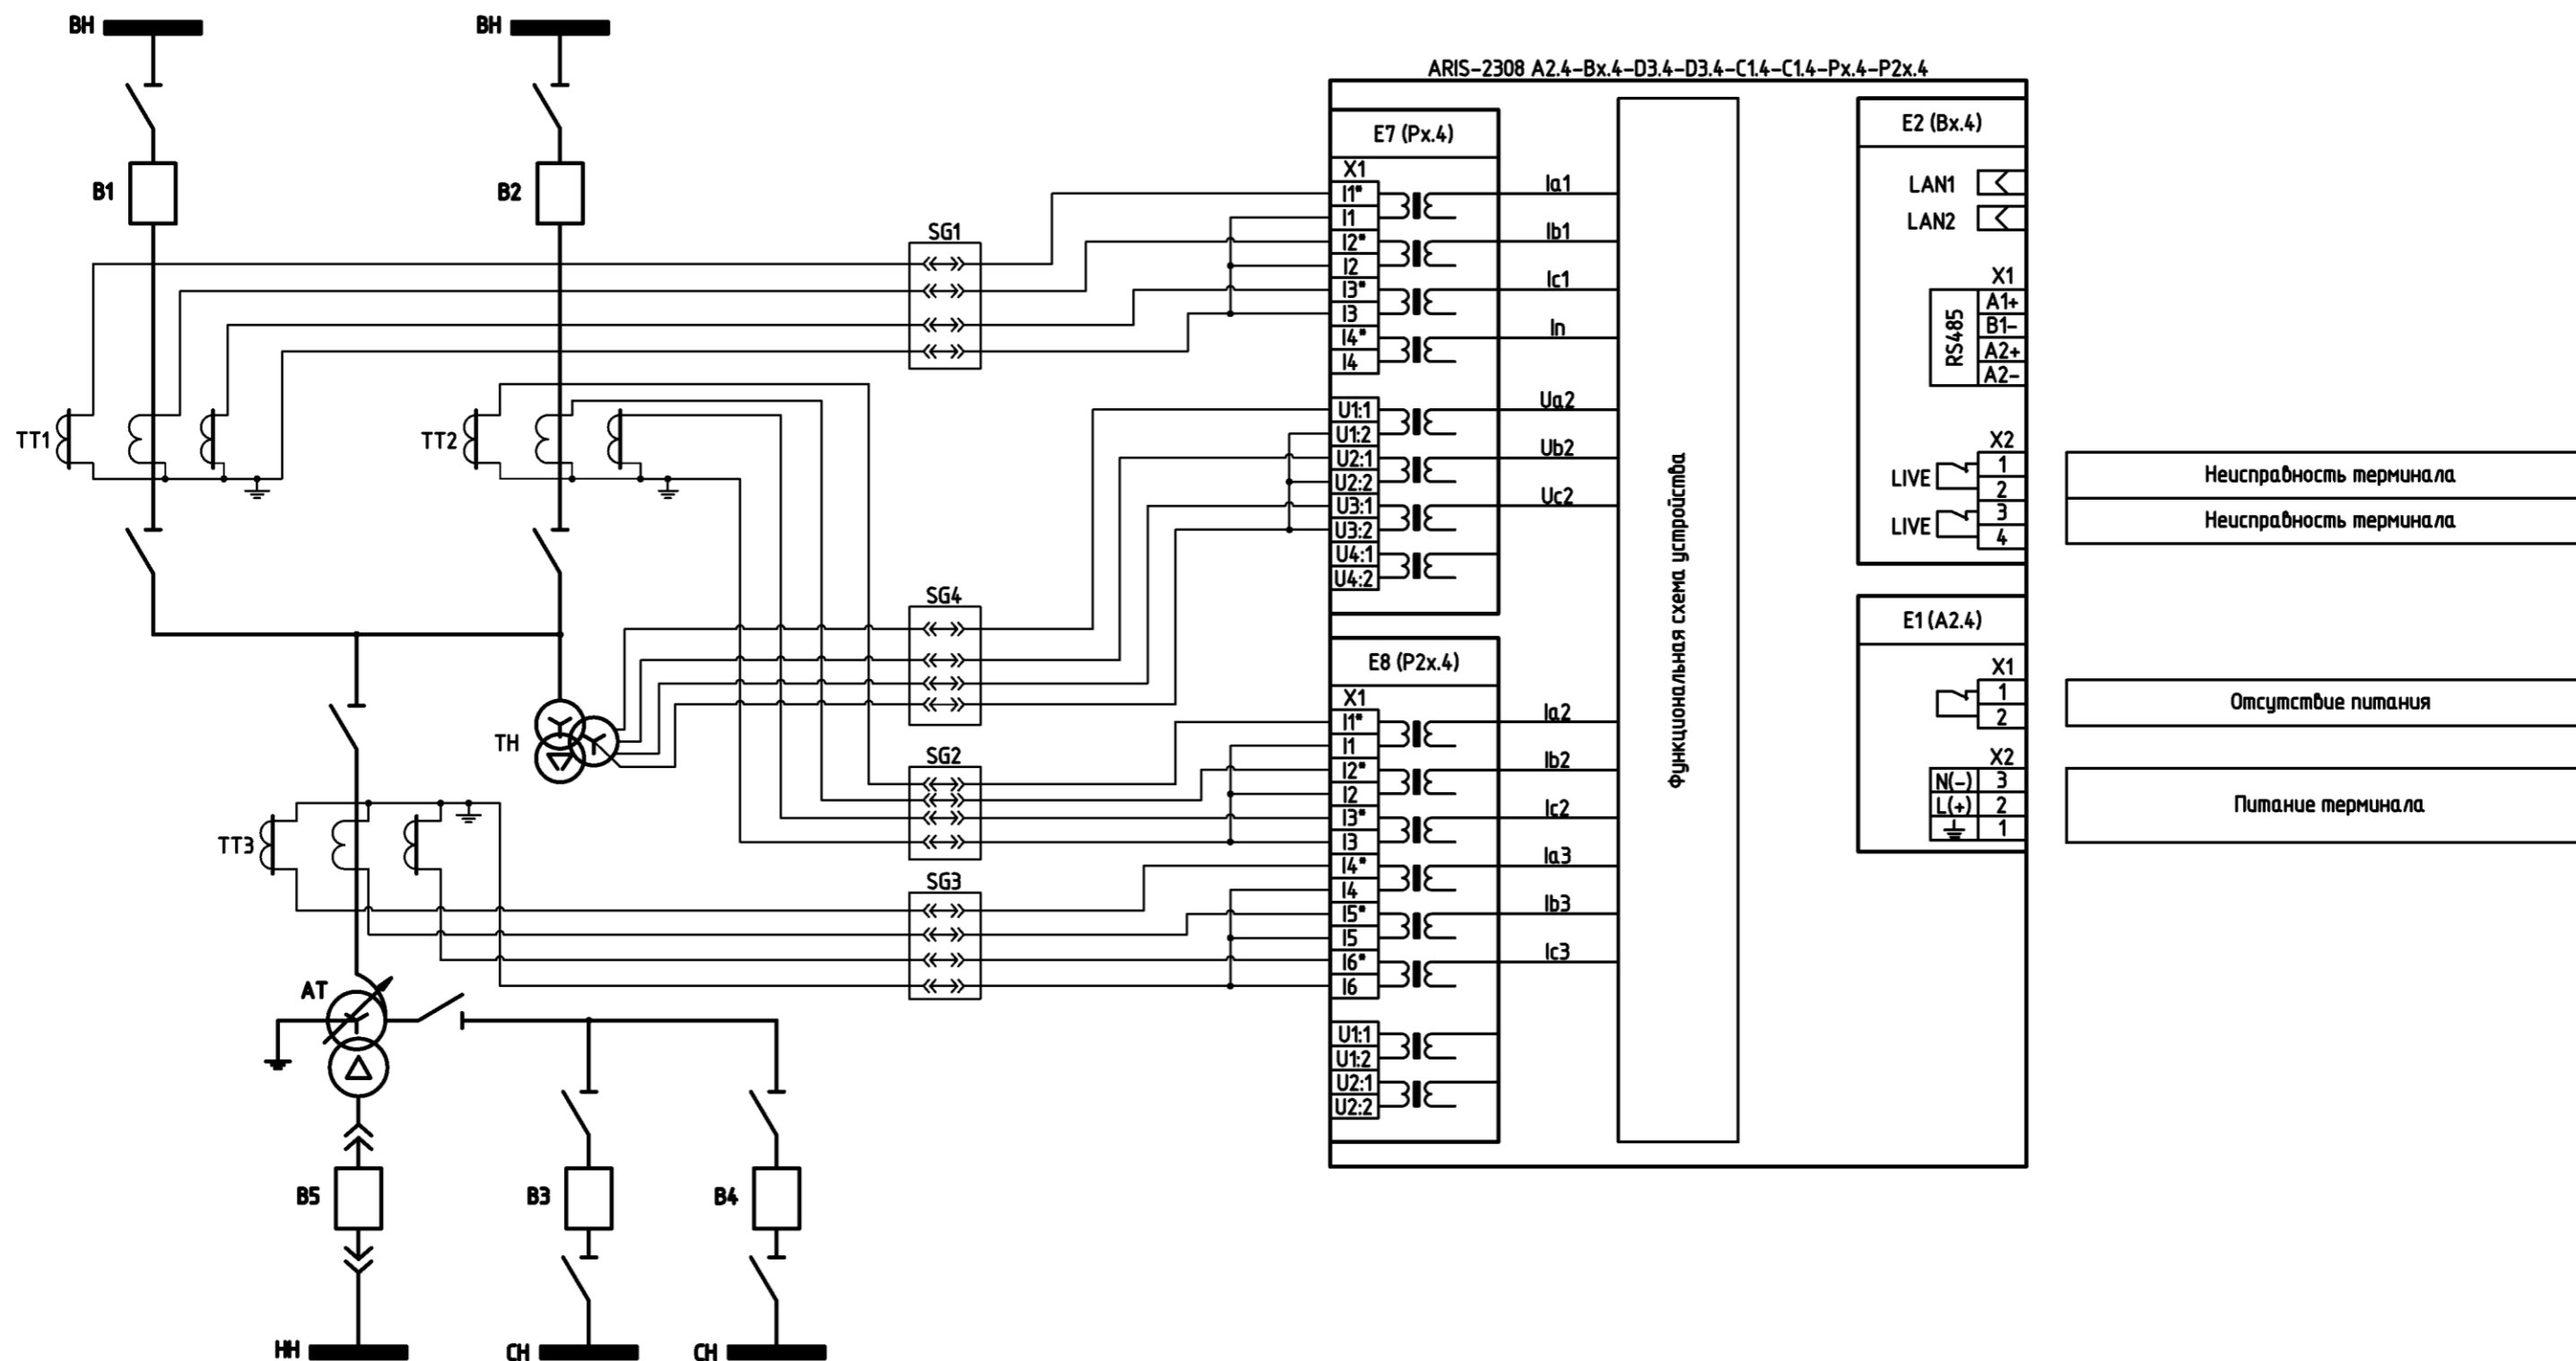 ВН
ВН
ARIS-2308 A2.4-Bx.4-D3.4-D3.4-C1.4-C1.4-Px.4-P2x.4
В1
В2
SG1
TT1
TT2
SG4
ТН
SG2
TT3
SG3
АТ
В5
В3
В4
НН
СН
СН
E7 (Px.4)
X1
I1*
I1
I2*
I2
I3*
I3
I4*
I4
U1:1
U1:2
U2:1
U2:2
U3:1
U3:2
U4:1
U4:2
Ia1
Ib1
Ic1
In
Ua2
Ub2
Uc2
E8 (P2x.4)
X1
I1*
I1
I2*
I2
I3*
I3
I4*
I4
I5*
I5
I6*
I6
U1:1
U1:2
U2:1
U2:2
Ia2
Ib2
Ic2
Ia3
Ib3
Ic3
Функциональная схема устройства
E2 (Bx.4)
LAN1
LAN2
X1
RS485
A1+
B1-
A2+
A2-
X2
LIVE
1
2
LIVE
3
4
Неисправность терминала
Неисправность терминала
E1 (A2.4)
X1
1
2
Отсутствие питания
X2
N(-) 3
L(+) 2
1
Питание терминала